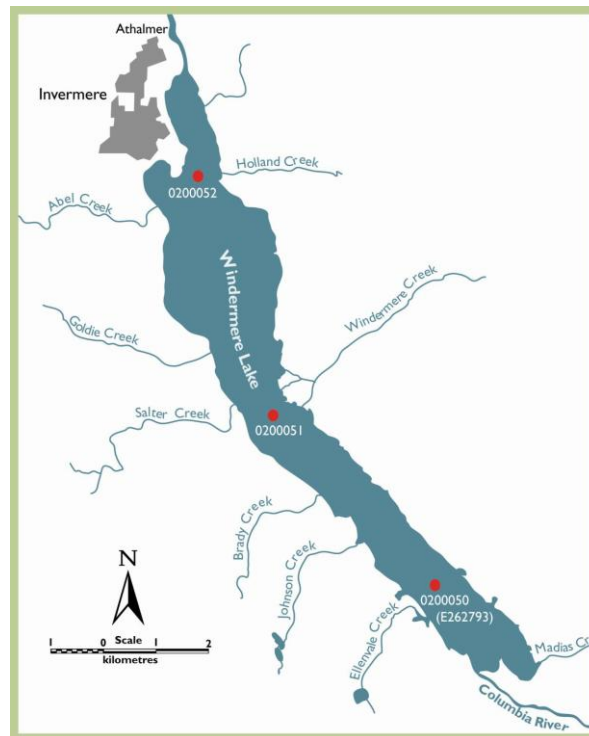 Athalmer
Invermere
Holland Creek
0200052
Abel Creek
Windermere Lake
Windermere Creek
Goldie Creek
Salter Creek
0200051
Brady Creek
Johnson Creek
N
0200050
(E262793)
Ellenvale Creek
Madias Cr
Scale
1 0 1 2
kilometres
Columbia River